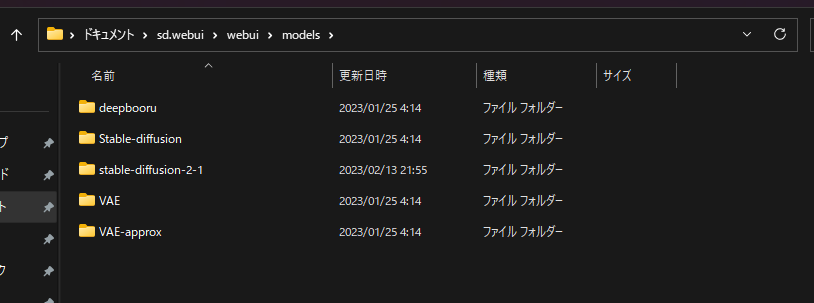 ドキュメント › sd.webui › webui › models ›
名前 更新日時 種類 サイズ
deepbooru 2023/01/25 4:14 ファイル フォルダー
Stable-diffusion 2023/01/25 4:14 ファイル フォルダー
stable-diffusion-2-1 2023/02/13 21:55 ファイル フォルダー
VAE 2023/01/25 4:14 ファイル フォルダー
VAE-approx 2023/01/25 4:14 ファイル フォルダー
プ
ド
ト
ク